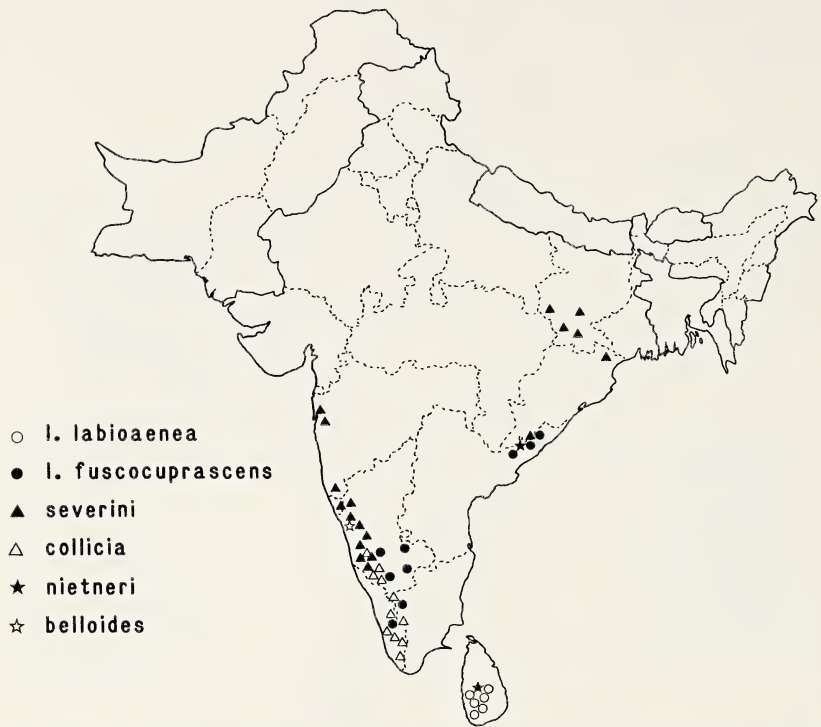 l. labioaenea
l. fuscocuprascens
severini
collicia
nietneri
belloides